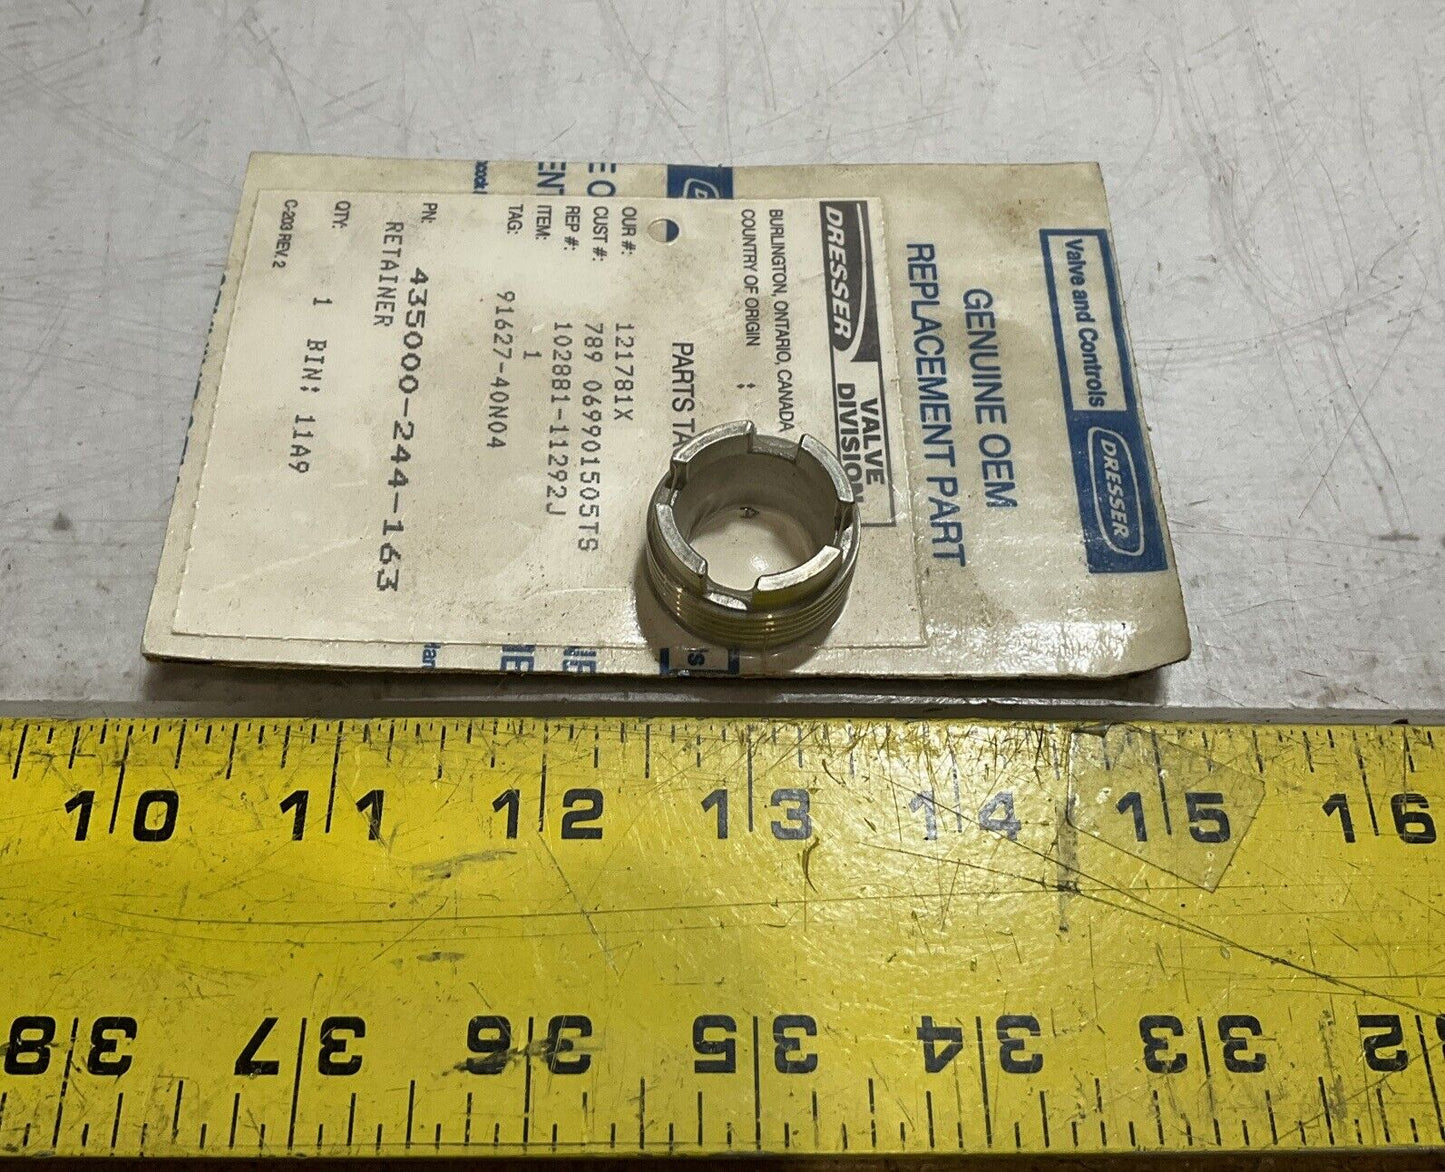 Valve and Controls
DRESSER
GENUINE OEM
REPLACEMENT PART
DRESSER
VALVE
DIVISION
BURLINGTON, ONTARIO, CANADA
COUNTRY OF ORIGIN :
PARTS TA
OUR #: 121781X
CUST #: 789 069901505TS
REP #: 102881-11292J
ITEM: 1
TAG: 91627-40N04
PN: 435000-244-163
RETAINER
QTY: 1 BIN: 11A9
C-203 REV. 2
10 11 12 13 14 15 16
38 37 36 35 34 33 32